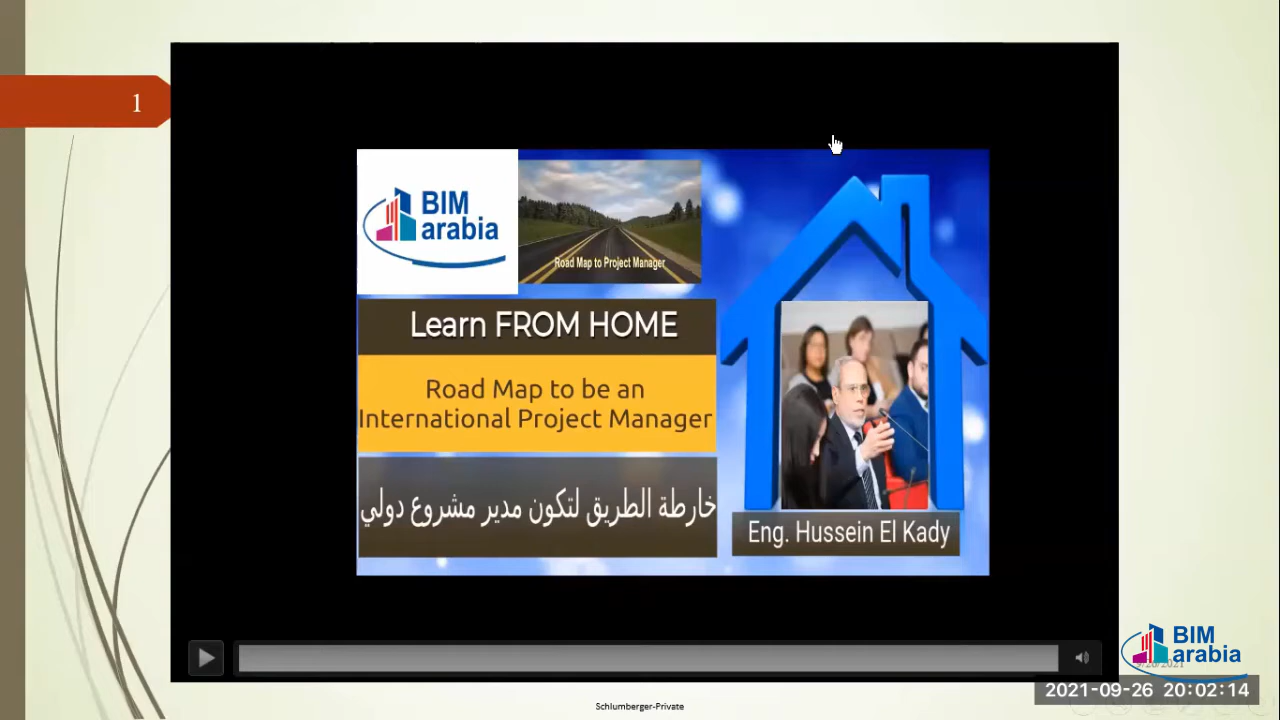 1
BIM
arabia
Road Map to Project Manager
Learn FROM HOME
Road Map to be an
International Project Manager
خارطة الطريق لتكون مدير مشروع دولي
Eng. Hussein El Kady
BIM
arabia
2021-09-26 20:02:14
Schlumberger-Private